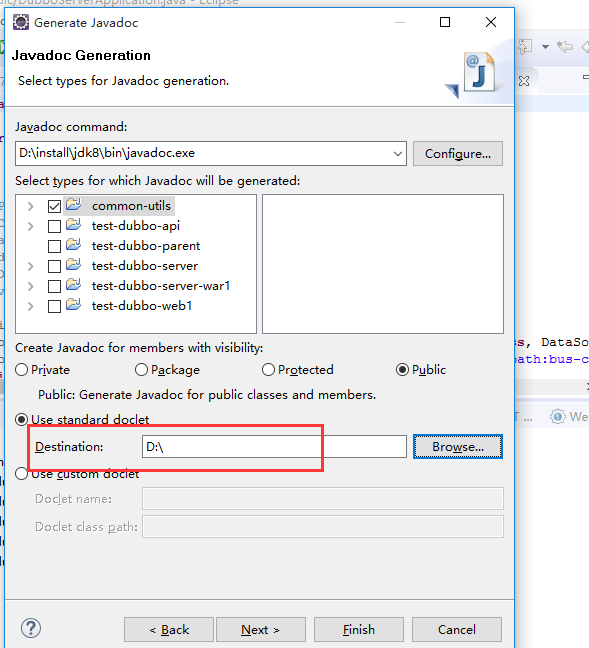 dic/DubboServerApplication.java - Eclipse
Generate Javadoc
Javadoc Generation
Select types for Javadoc generation.
Javadoc command:
D:\install\jdk8\bin\javadoc.exe
Configure...
Select types for which Javadoc will be generated:
common-utils
test-dubbo-api
test-dubbo-parent
test-dubbo-server
test-dubbo-server-war1
test-dubbo-web1
ss, DataSo
Create Javadoc for members with visibility:
path:bus-c
Private
Package
Protected
Public
Public: Generate Javadoc for public classes and members.
Use standard doclet
T ...
We
Destination:
D:\
Browse...
Use custom doclet
Doclet name:
Doclet class path:
?
< Back
Next >
Finish
Cancel